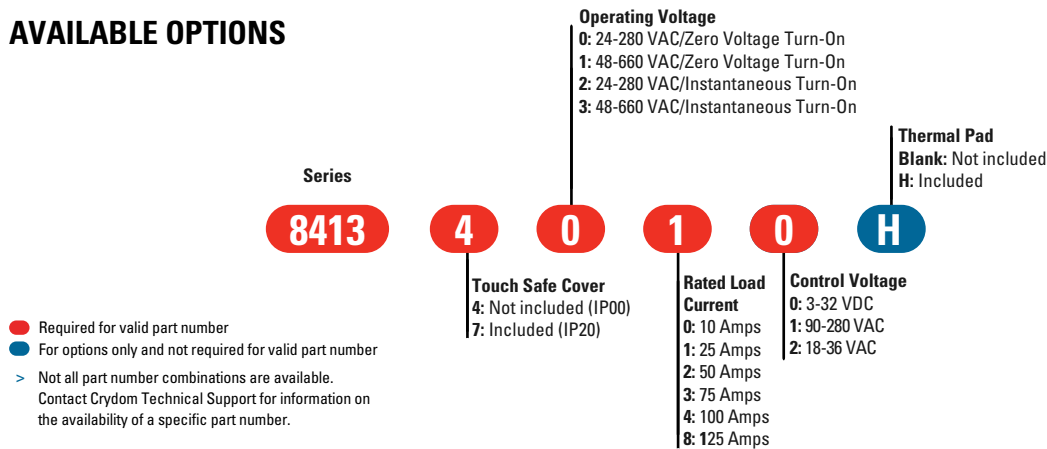 AVAILABLE OPTIONS
Operating Voltage
0: 24-280 VAC/Zero Voltage Turn-On
1: 48-660 VAC/Zero Voltage Turn-On
2: 24-280 VAC/Instantaneous Turn-On
3: 48-660 VAC/Instantaneous Turn-On
Thermal Pad
Blank: Not included
H: Included
Series
8413 4 0 1 0 H
Touch Safe Cover
4: Not included (IP00)
7: Included (IP20)
Rated Load
Current
0: 10 Amps
1: 25 Amps
2: 50 Amps
3: 75 Amps
4: 100 Amps
8: 125 Amps
Control Voltage
0: 3-32 VDC
1: 90-280 VAC
2: 18-36 VAC
Required for valid part number
For options only and not required for valid part number
> Not all part number combinations are available.
Contact Crydom Technical Support for information on
the availability of a specific part number.